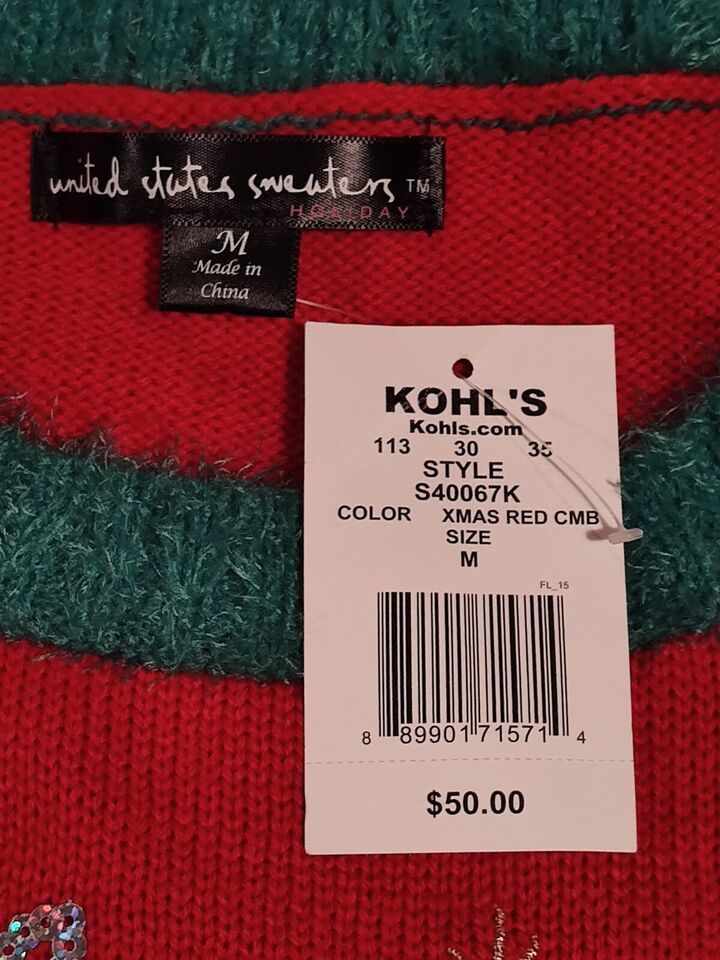 united states sweaters TM
HOLIDAY
M
Made in
China
KOHL'S
Kohls.com
113 30 35
STYLE
S40067K
COLOR XMAS RED CMB
SIZE
M
FL_15
8 89901 71571 4
$50.00